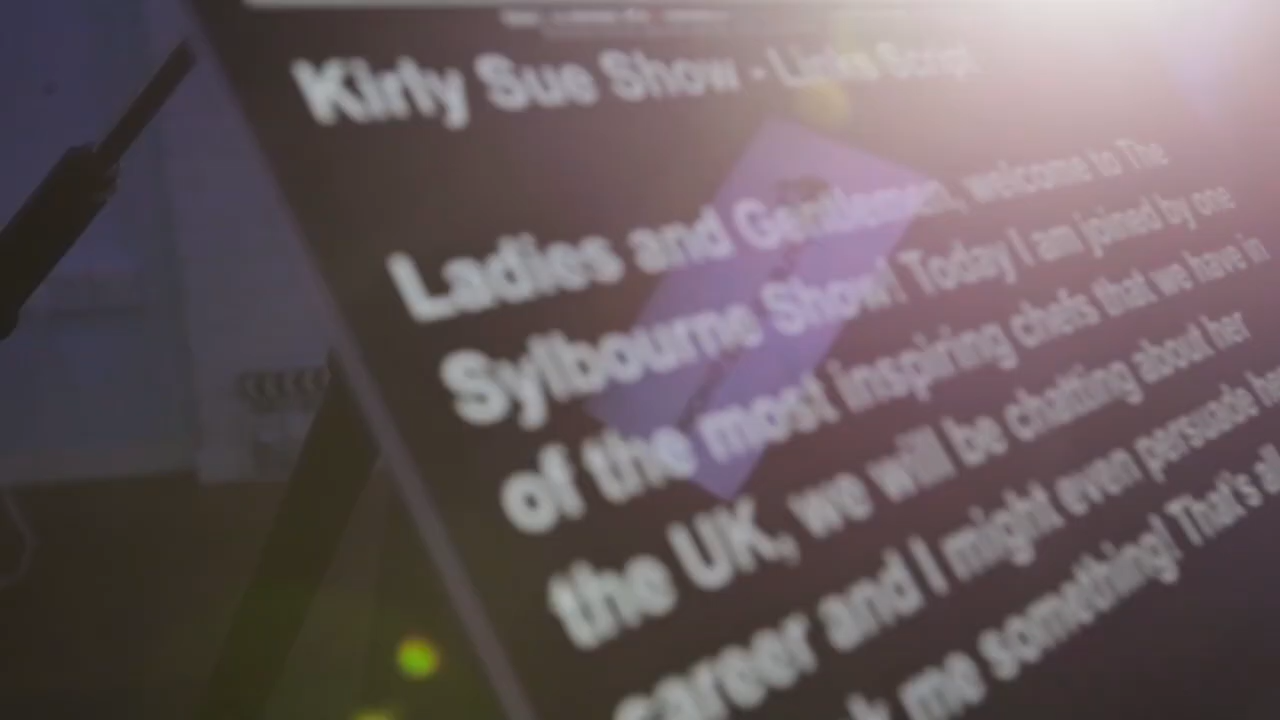 Kirly Sue Show - Links Script
Ladies and Gentlemen, welcome to The
Sylbourne Show! Today I am joined by one
of the most inspiring chefs that we have in
the UK, we will be chatting about her
career and I might even persuade
me something! That's